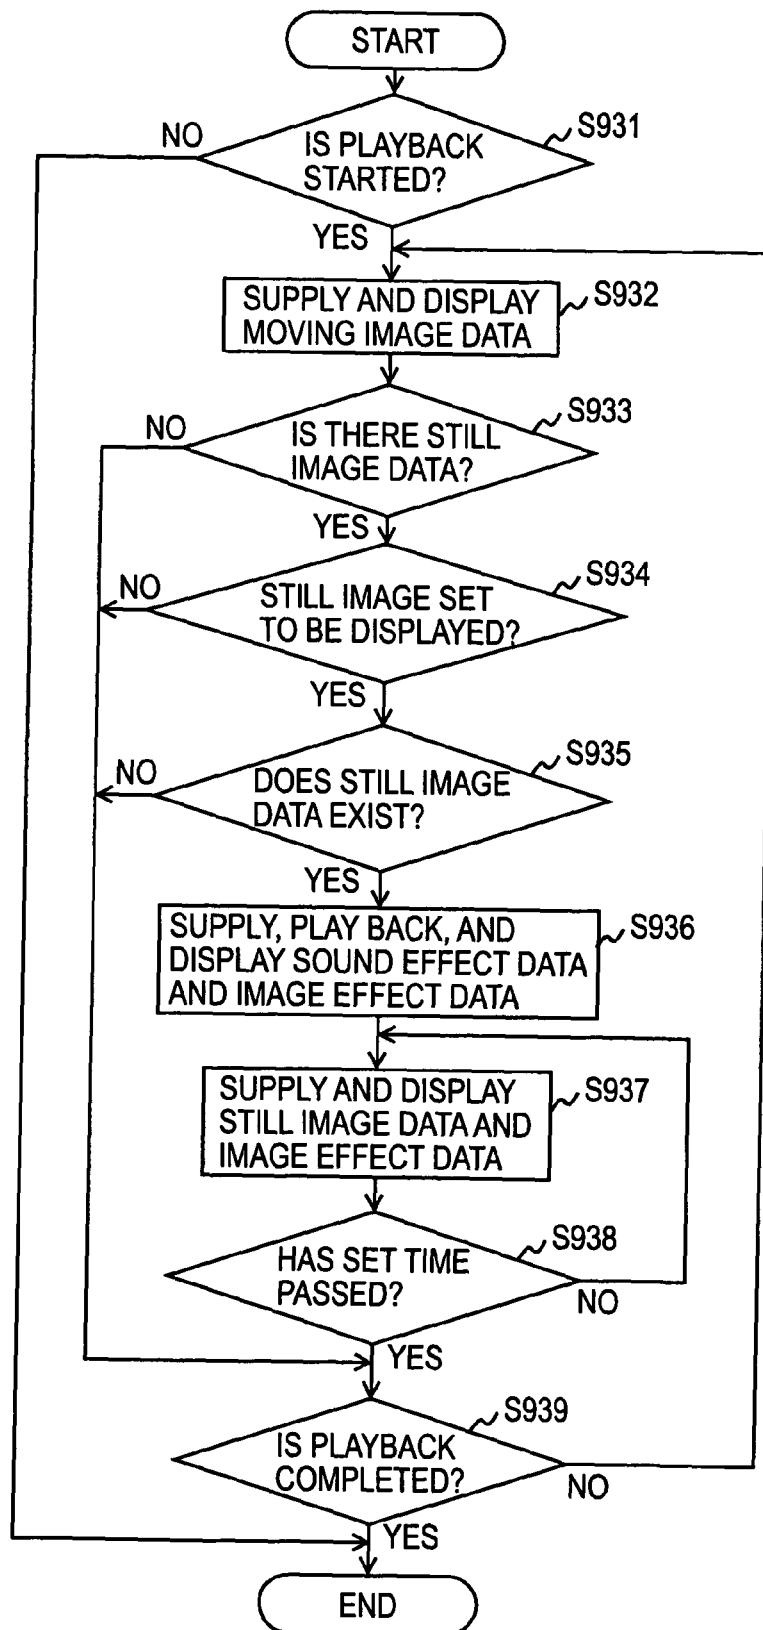 START
IS PLAYBACK
STARTED?
S931
NO
YES
SUPPLY AND DISPLAY
MOVING IMAGE DATA
S932
IS THERE STILL
IMAGE DATA?
S933
NO
YES
STILL IMAGE SET
TO BE DISPLAYED?
S934
NO
YES
DOES STILL IMAGE
DATA EXIST?
S935
NO
YES
SUPPLY, PLAY BACK, AND
DISPLAY SOUND EFFECT DATA
AND IMAGE EFFECT DATA
S936
SUPPLY AND DISPLAY
STILL IMAGE DATA AND
IMAGE EFFECT DATA
S937
HAS SET TIME
PASSED?
S938
NO
YES
IS PLAYBACK
COMPLETED?
S939
NO
YES
END